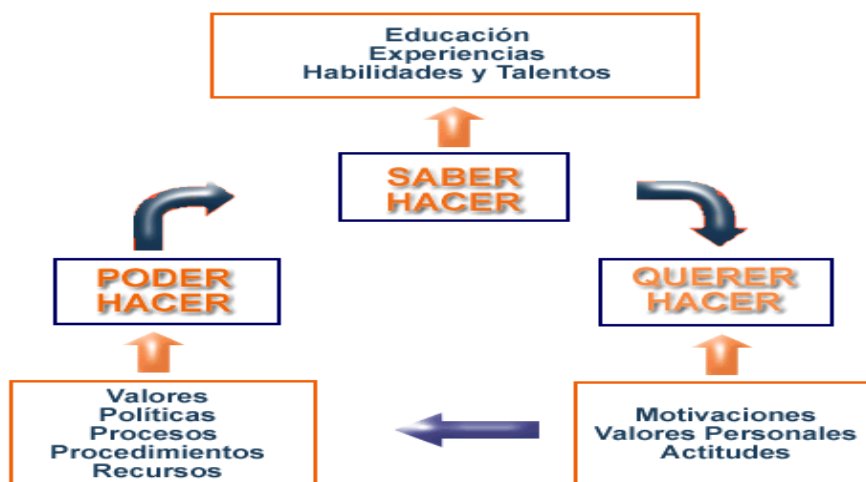 Educación
Experiencias
Habilidades y Talentos
SABER
HACER
PODER
HACER
QUERER
HACER
Valores
Políticas
Procesos
Procedimientos
Recursos
Motivaciones
Valores Personales
Actitudes